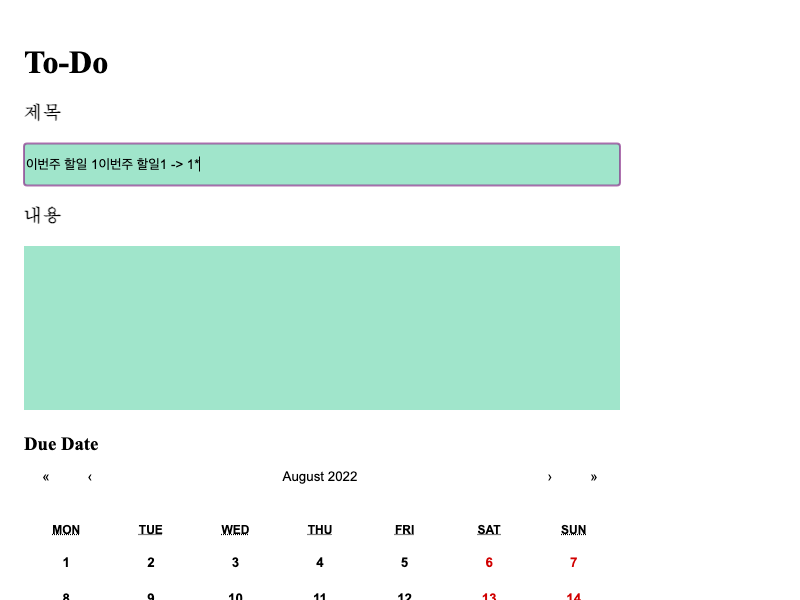 To-Do
제목
이번주 할일 1이번주 할일1 -> 1*
내용
Due Date
« ‹ August 2022 › »
MON TUE WED THU FRI SAT SUN
1 2 3 4 5 6 7
8 9 10 11 12 13 14